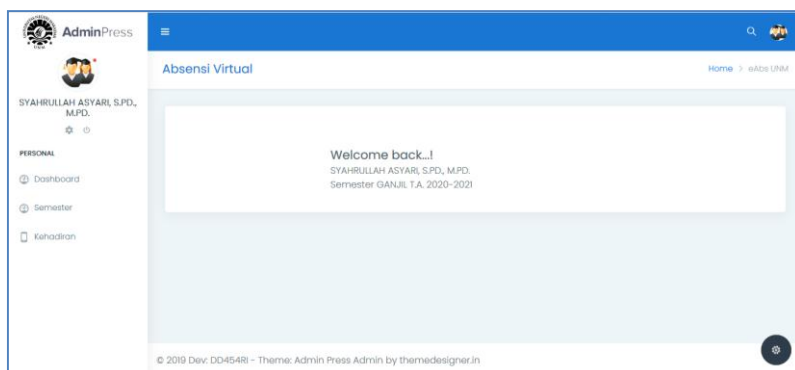 AdminPress
SYAHRULLAH ASYARI, S.PD.,
M.PD.
PERSONAL
Dashboard
Semester
Kehadiran
Absensi Virtual
Home > eAbs UNM
Welcome back...!
SYAHRULLAH ASYARI, S.PD., M.PD.
Semester GANJIL T.A. 2020-2021
© 2019 Dev: DD454RI - Theme: Admin Press Admin by themedesigner.in